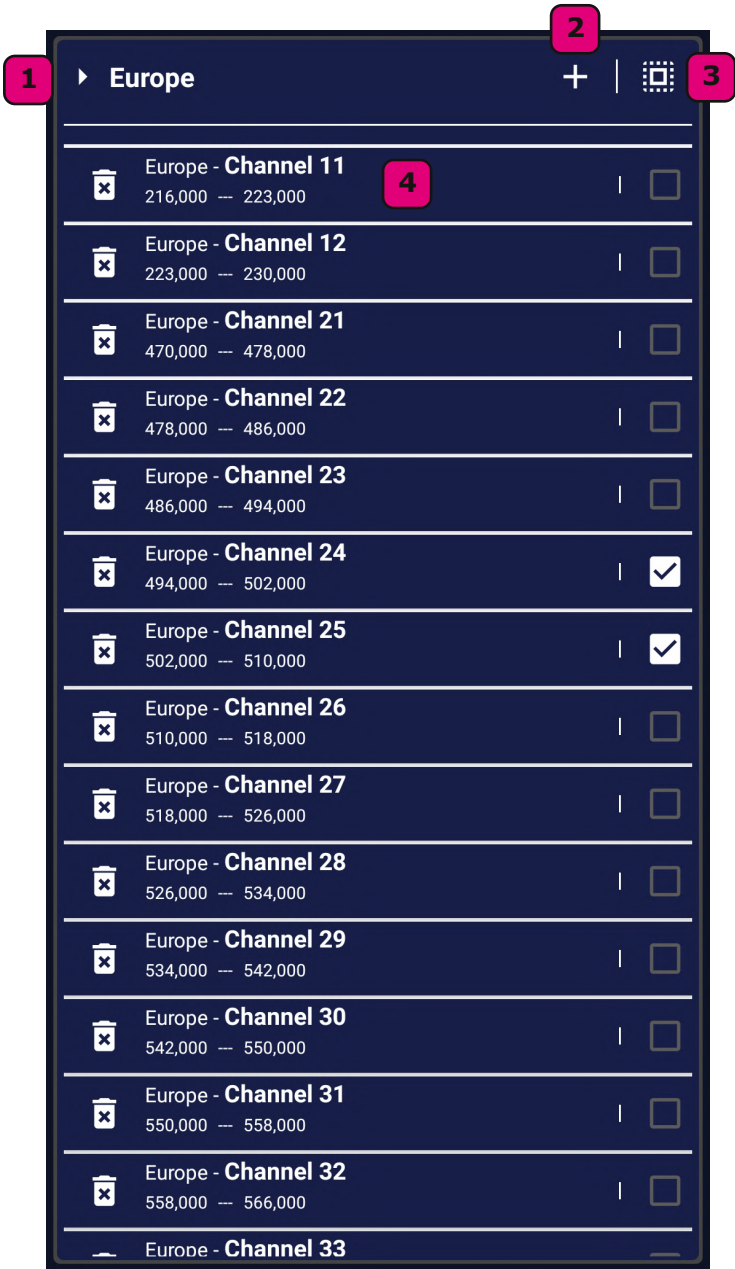 2
1
Europe
3
Europe - Channel 11
4
216,000 --- 223,000
Europe - Channel 12
223,000 --- 230,000
Europe - Channel 21
470,000 --- 478,000
Europe - Channel 22
478,000 --- 486,000
Europe - Channel 23
486,000 --- 494,000
Europe - Channel 24
494,000 --- 502,000
Europe - Channel 25
502,000 --- 510,000
Europe - Channel 26
510,000 --- 518,000
Europe - Channel 27
518,000 --- 526,000
Europe - Channel 28
526,000 --- 534,000
Europe - Channel 29
534,000 --- 542,000
Europe - Channel 30
542,000 --- 550,000
Europe - Channel 31
550,000 --- 558,000
Europe - Channel 32
558,000 --- 566,000
Europe - Channel 33